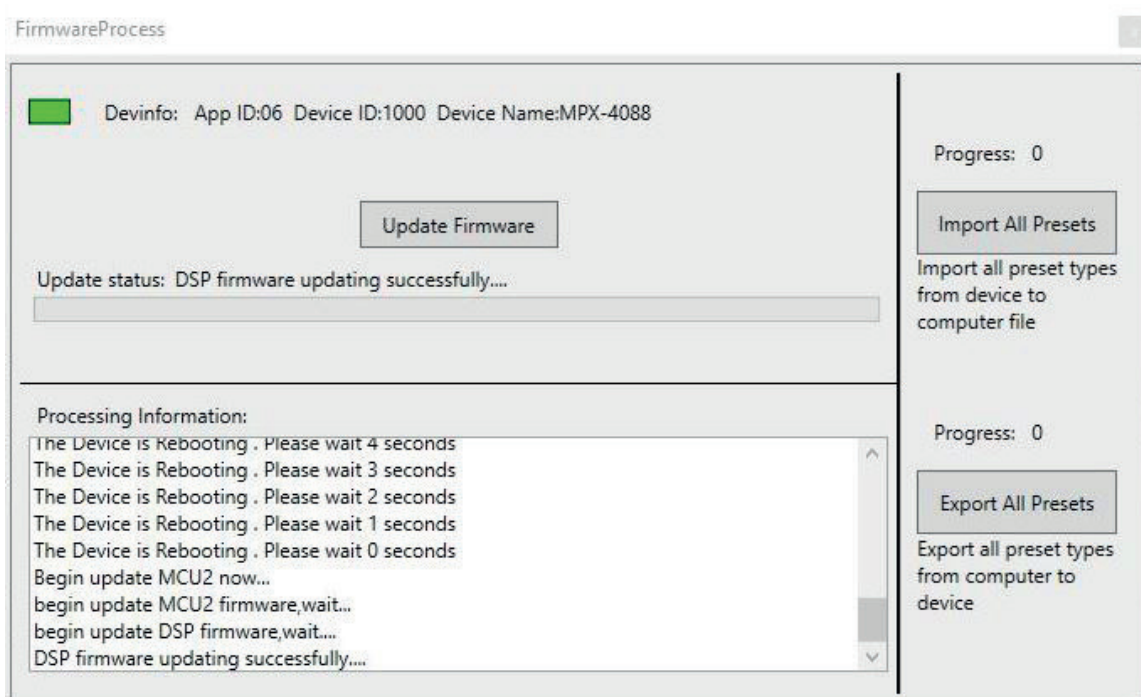 FirmwareProcess
Devinfo: App ID:06 Device ID:1000 Device Name:MPX-4088
Update Firmware
Update status: DSP firmware updating successfully....
Processing Information:
The Device is Rebooting . Please wait 4 seconds
The Device is Rebooting . Please wait 3 seconds
The Device is Rebooting . Please wait 2 seconds
The Device is Rebooting . Please wait 1 seconds
The Device is Rebooting . Please wait 0 seconds
Begin update MCU2 now...
begin update MCU2 firmware,wait...
begin update DSP firmware,wait....
DSP firmware updating successfully....
Progress: 0
Import All Presets
Import all preset types
from device to
computer file
Progress: 0
Export All Presets
Export all preset types
from computer to
device